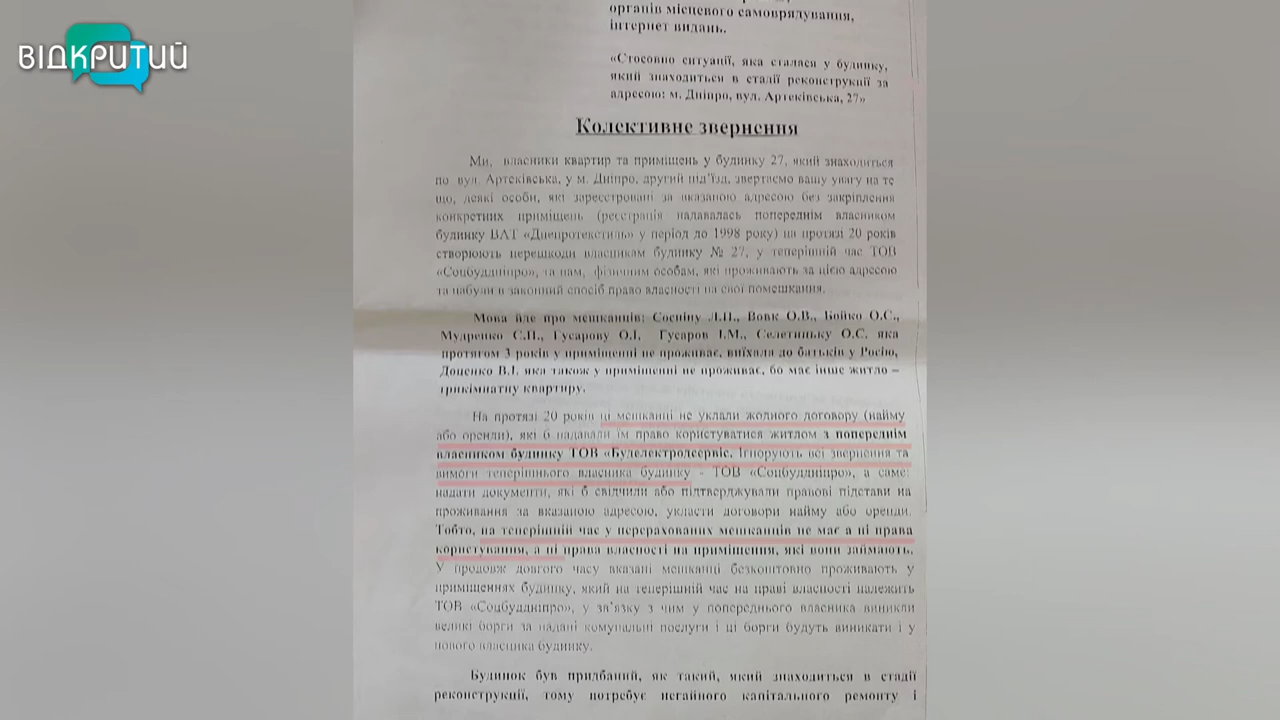 ВІДКРИТИЙ
органів місцевого самоврядування,
інтернет видань.
«Стосовно ситуації, яка сталася у будинку,
який знаходиться в стадії реконструкції за
адресою: м. Дніпро, вул. Артеківська, 27»
Колективне звернення
Ми, власники квартир та приміщень у будинку 27, який знаходиться
по вул. Артеківська, у м. Дніпро, другий під'їзд, звертаємо вашу увагу на те
що, деякі особи, які зареєстровані за вказаною адресою без закріплення
конкретних приміщень (реєстрація надавалась попереднім власником
будинку ВАТ «Днепротекстиль» у період до 1998 року) на протязі 20 років
створюють перешкоди власникам будинку № 27, у теперішній час ТОВ
«Соцбуддніпро», та нам, фізичним особам, які проживають за цією адресою
та набули в законний спосіб право власності на свої помешкання.
Мова йде про мешканців: Сосніну Л.П., Вовк О.В., Бойко О.С.,
Мудренко С.П., Гусарову О.І, Гусаров І.М., Селетиньку О.С. яка
протягом 3 років у приміщенні не проживає, виїхала до батьків у Росію,
Доценко В.І. яка також у приміщенні не проживає, бо має інше житло –
трикімнатну квартиру.
На протязі 20 років ці мешканці не уклали жодного договору (найму
або оренди), які б надавали їм право користуватися житлом з попереднім
власником будинку ТОВ «Буделектродсервіс. Ігнорують всі звернення та
вимоги теперішнього власника будинку - ТОВ «Соцбуддніпро», а саме:
надати документи, які б свідчили або підтверджували правові підстави на
проживання за вказаною адресою, укласти договори найму або оренди.
Тобто, на теперішній час у перерахованих мешканців не має а ні права
користування, а ні права власності на приміщення, які вони займають.
У продовж довгого часу вказані мешканці безкоштовно проживають у
приміщеннях будинку, який на теперішній час на праві власності належить
ТОВ «Соцбуддніпро», у зв'язку з чим у попереднього власника виникли
великі борги за надані комунальні послуги і ці борги будуть виникати і у
нового власника будинку.
Будинок був придбаний, як такий, який знаходиться в стадії
реконструкції, тому потребує негайного капітального ремонту і